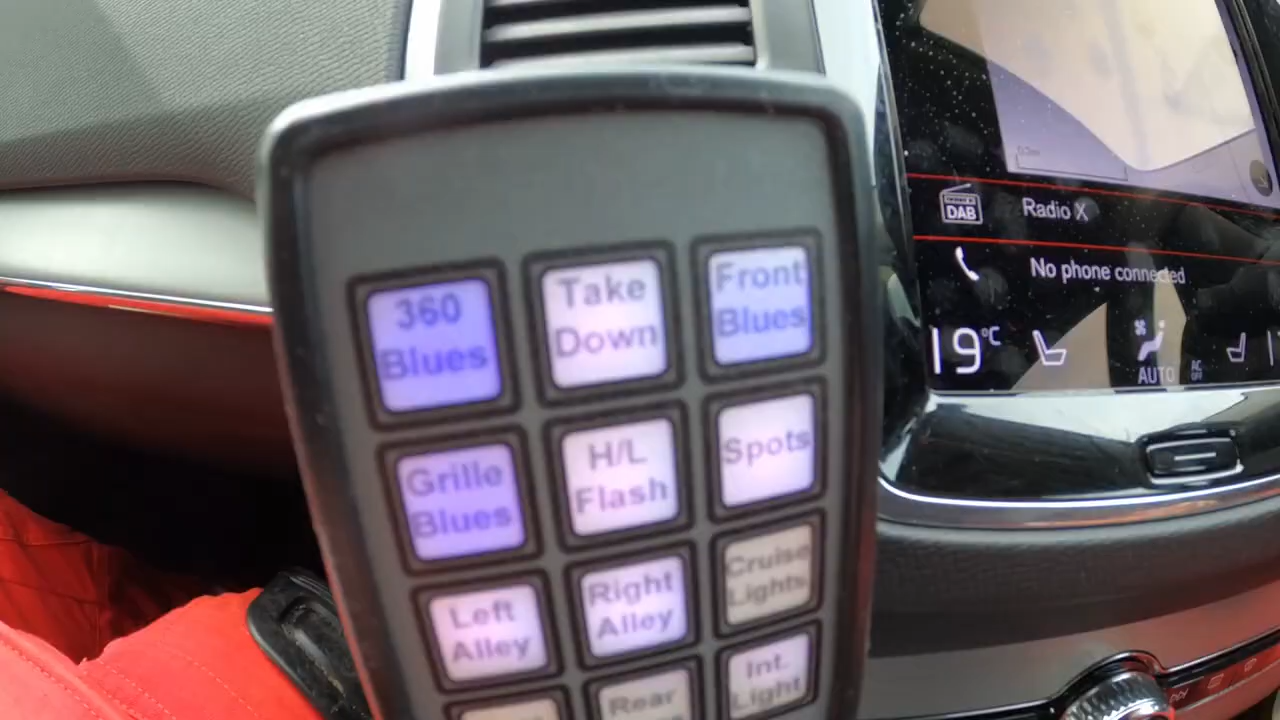 360
Blues
Take
Down
Front
Blues
Grille
Blues
H/L
Flash
Spots
Left
Alley
Right
Alley
Cruise
Lights
Rear
Int.
Light
DAB
Radio X
No phone connected
19°C
AUTO
AC
OFF